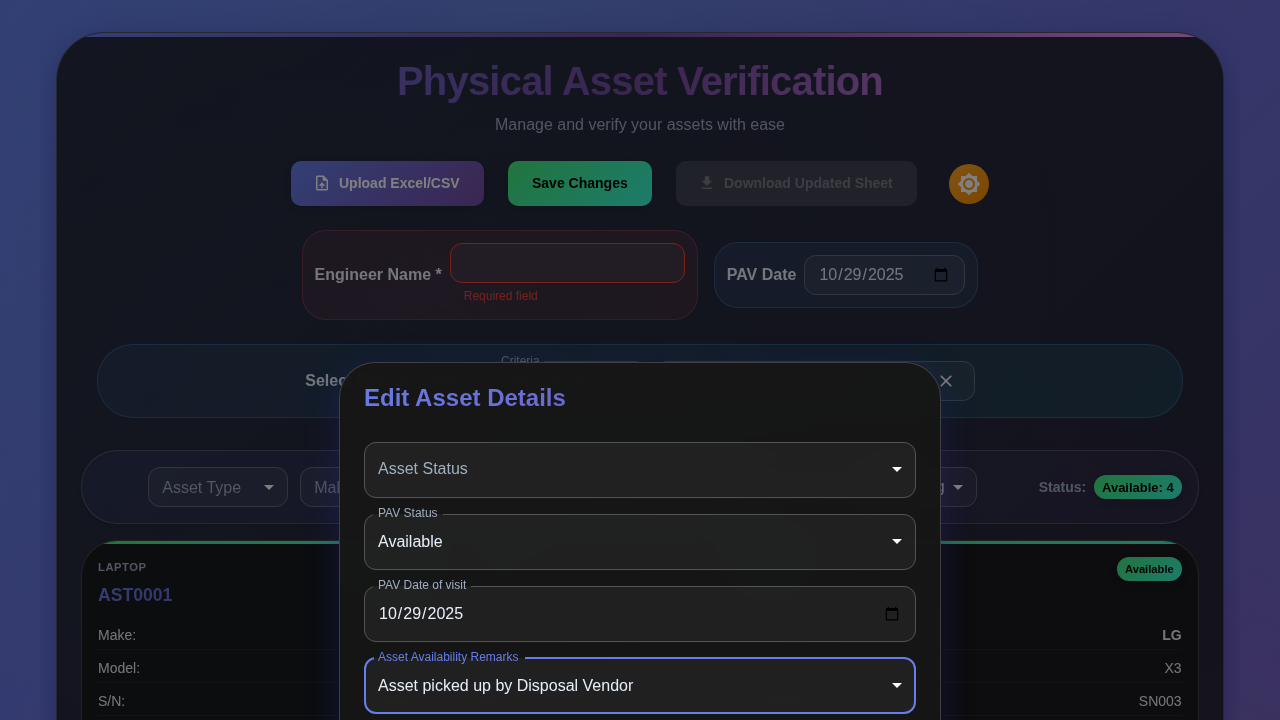 Physical Asset Verification
Manage and verify your assets with ease
Upload Excel/CSV
Save Changes
Download Updated Sheet
Engineer Name *
Required field
PAV Date
10/29/2025
Criteria
Edit Asset Details
Asset Status
Asset Type
Status:
Available: 4
PAV Status
Available
LAPTOP
Available
AST0001
PAV Date of visit
10/29/2025
Make:
LG
Asset Availability Remarks
Model:
X3
Asset picked up by Disposal Vendor
S/N:
SN003